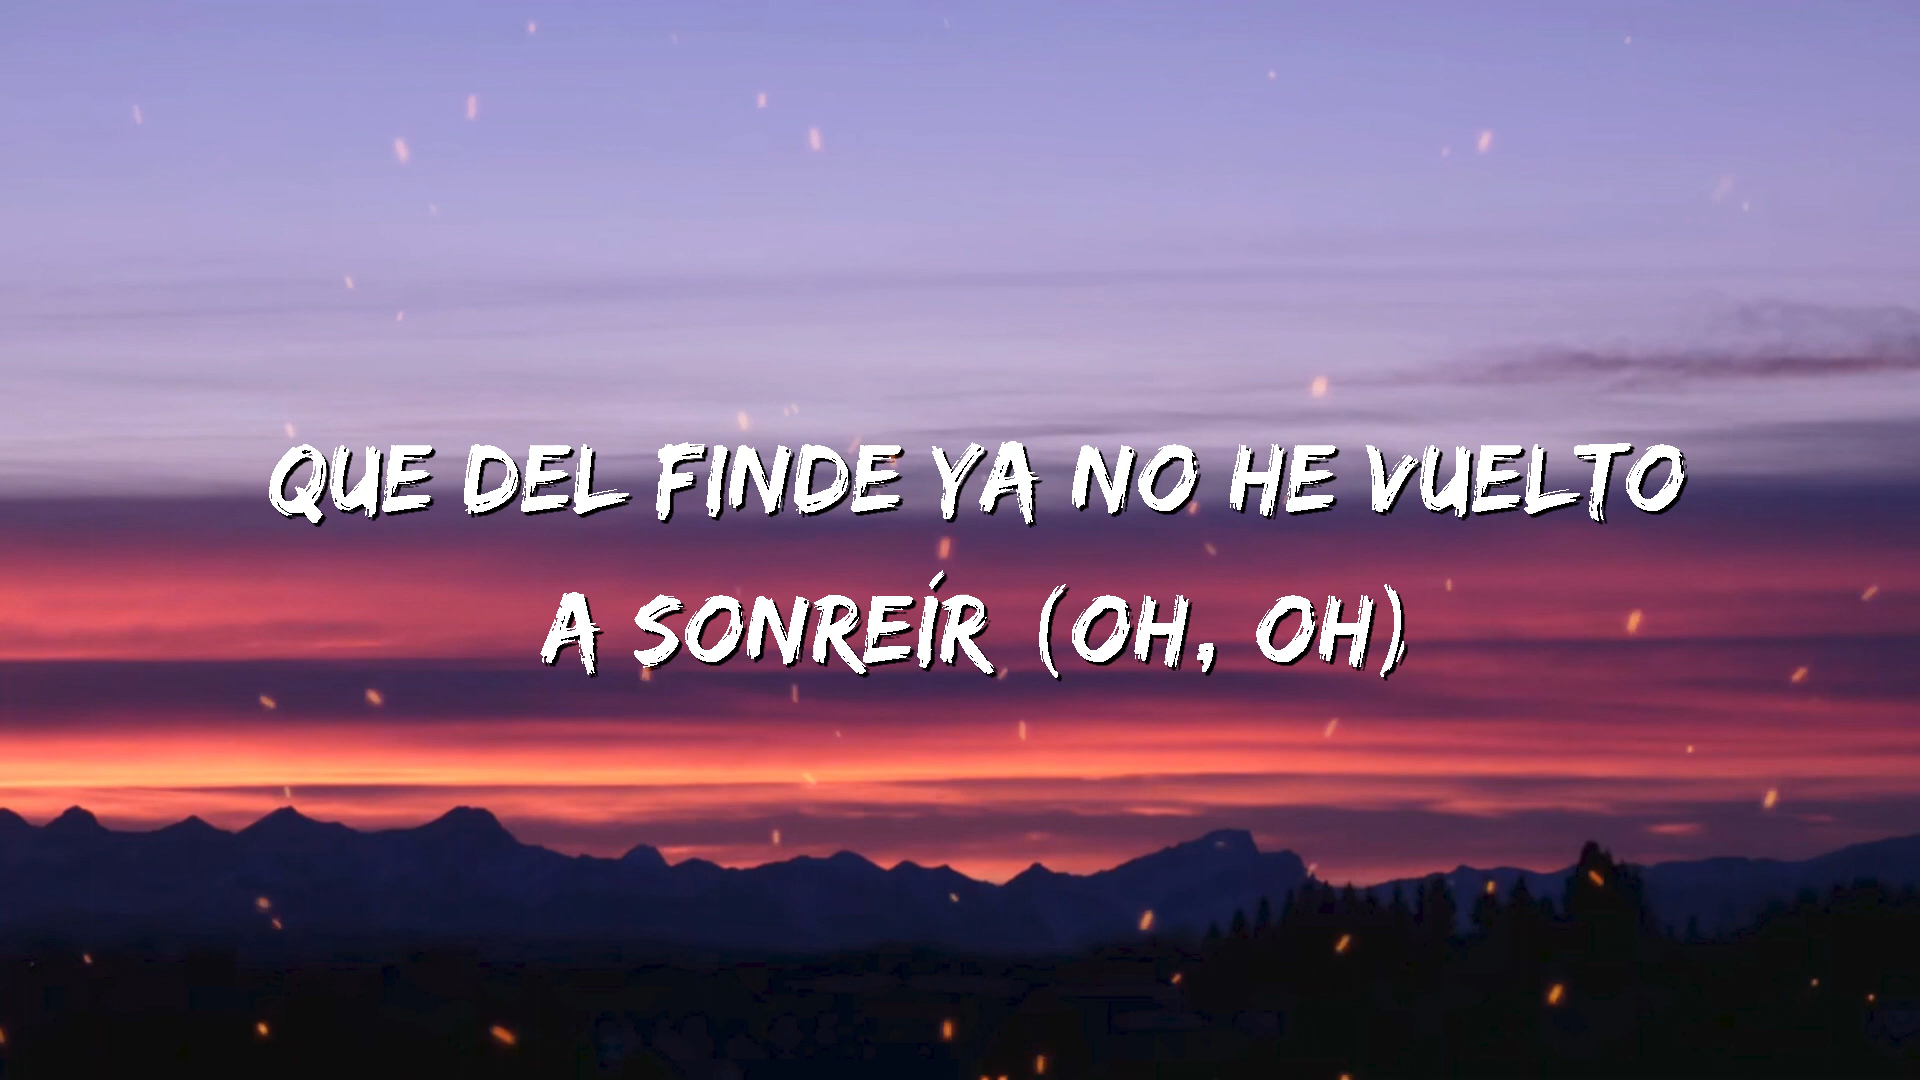 QUE DEL FINDE YA NO HE VUELTO
A SONREÍR (OH, OH)